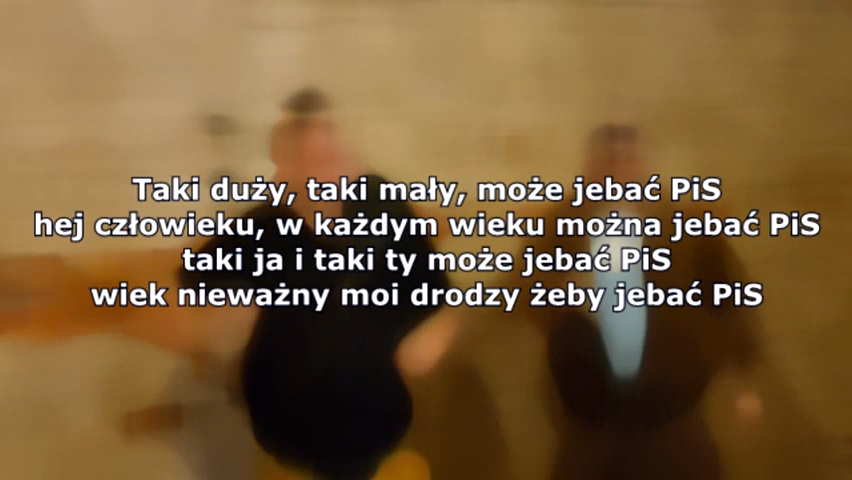 Taki duży, taki mały, może jebać PiS
hej człowieku, w każdym wieku można jebać PiS
taki ja i taki ty może jebać PiS
wiek nieważny moi drodzy żeby jebać PiS